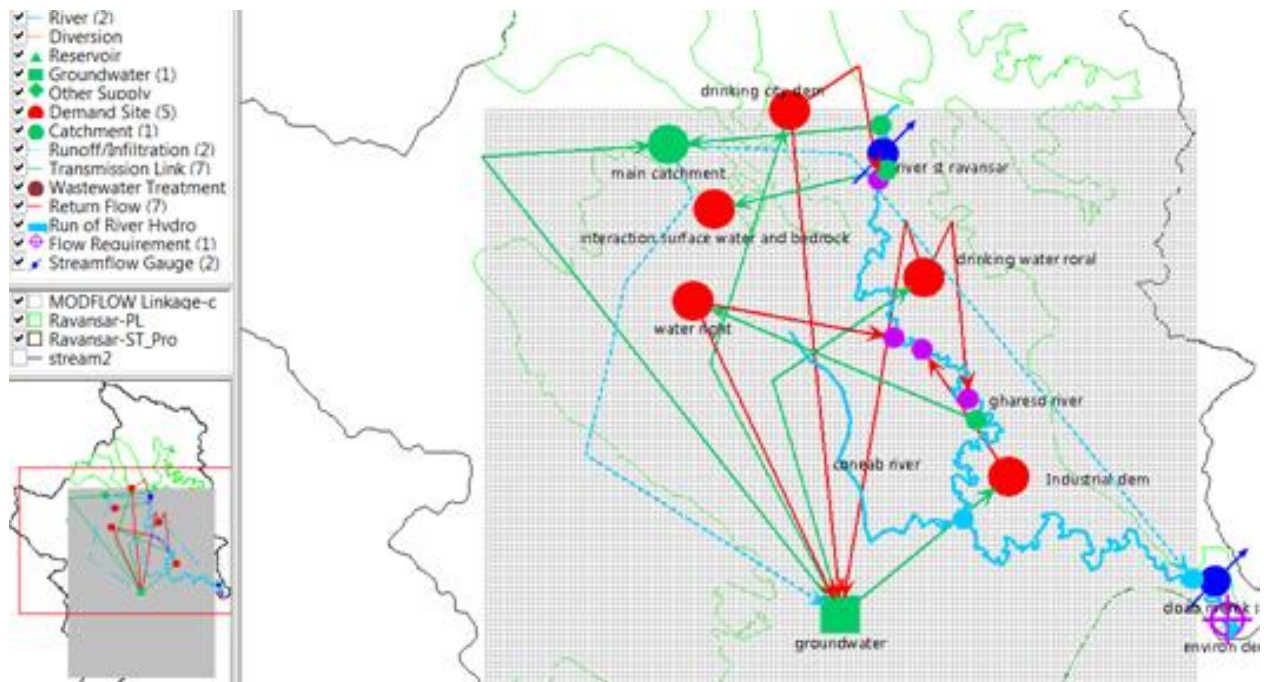 River (2)
Diversion
Reservoir
Groundwater (1)
Other Supply
Demand Site (5)
Catchment (1)
Runoff/Infiltration (2)
Transmission Link (7)
Wastewater Treatment
Return Flow (7)
Run of River Hydro
Flow Requirement (1)
Streamflow Gauge (2)
MODFLOW Linkage-c
Ravansar-PL
Ravansar-ST_Pro
stream2
drinking city dem
main catchment
river st ravansar
interaction surface water and bedrock
drinking water roral
water right
gharesd river
river
Industrial dem
groundwater
doab
environ de